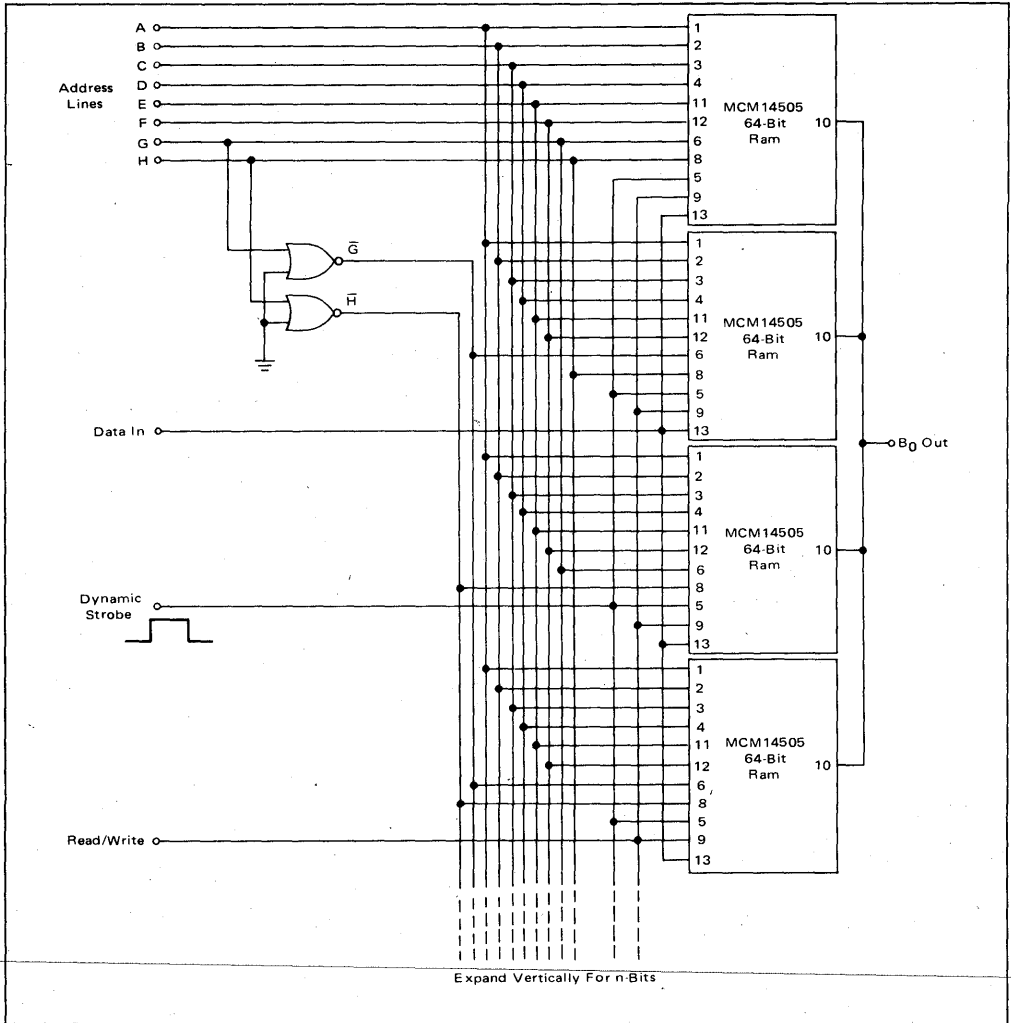 A
B
C
Address
Lines
D
E
F
G
H
1
2
3
4
11
12
6
8
5
9
13
MCM14505
64-Bit
Ram
10
G̅
H̅
1
2
3
4
11
12
6
8
5
9
13
MCM14505
64-Bit
Ram
10
Data In
B0 Out
1
2
3
4
11
12
6
8
5
9
13
MCM14505
64-Bit
Ram
10
Dynamic
Strobe
1
2
3
4
11
12
6
8
5
9
13
MCM14505
64-Bit
Ram
10
Read/Write
Expand Vertically For n-Bits